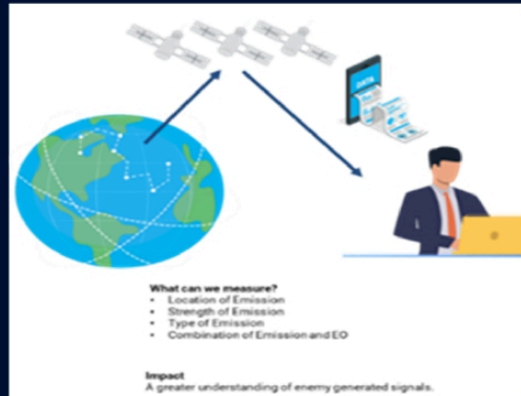 DATA
What can we measure?
• Location of Emission
• Strength of Emission
• Type of Emission
• Combination of Emission and EO
Impact
A greater understanding of enemy generated signals.